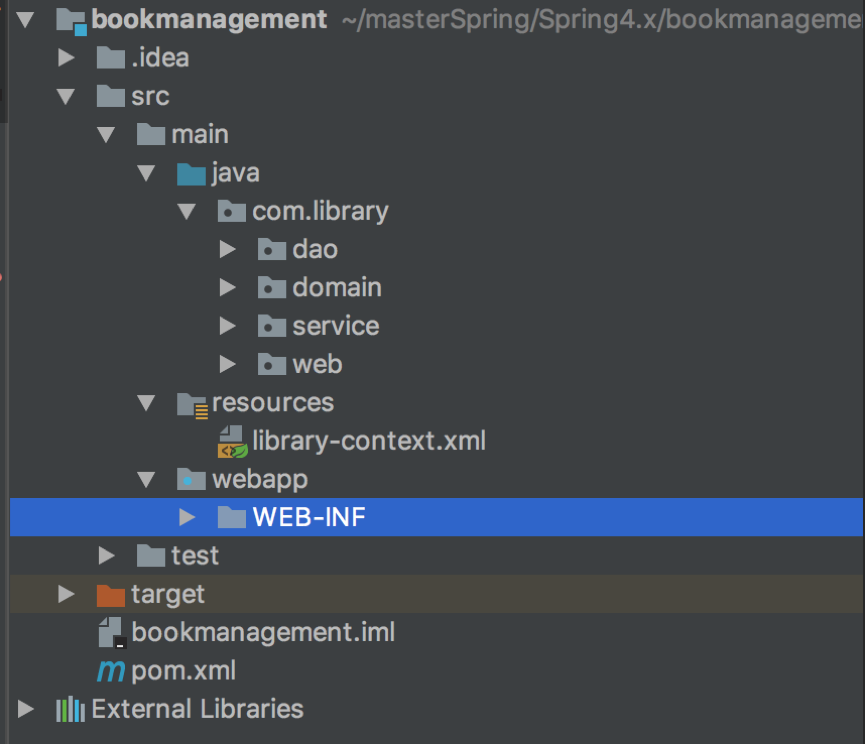 bookmanagement ~/masterSpring/Spring4.x/bookmanageme
.idea
src
main
java
com.library
dao
domain
service
web
resources
library-context.xml
webapp
WEB-INF
test
target
bookmanagement.iml
m pom.xml
External Libraries